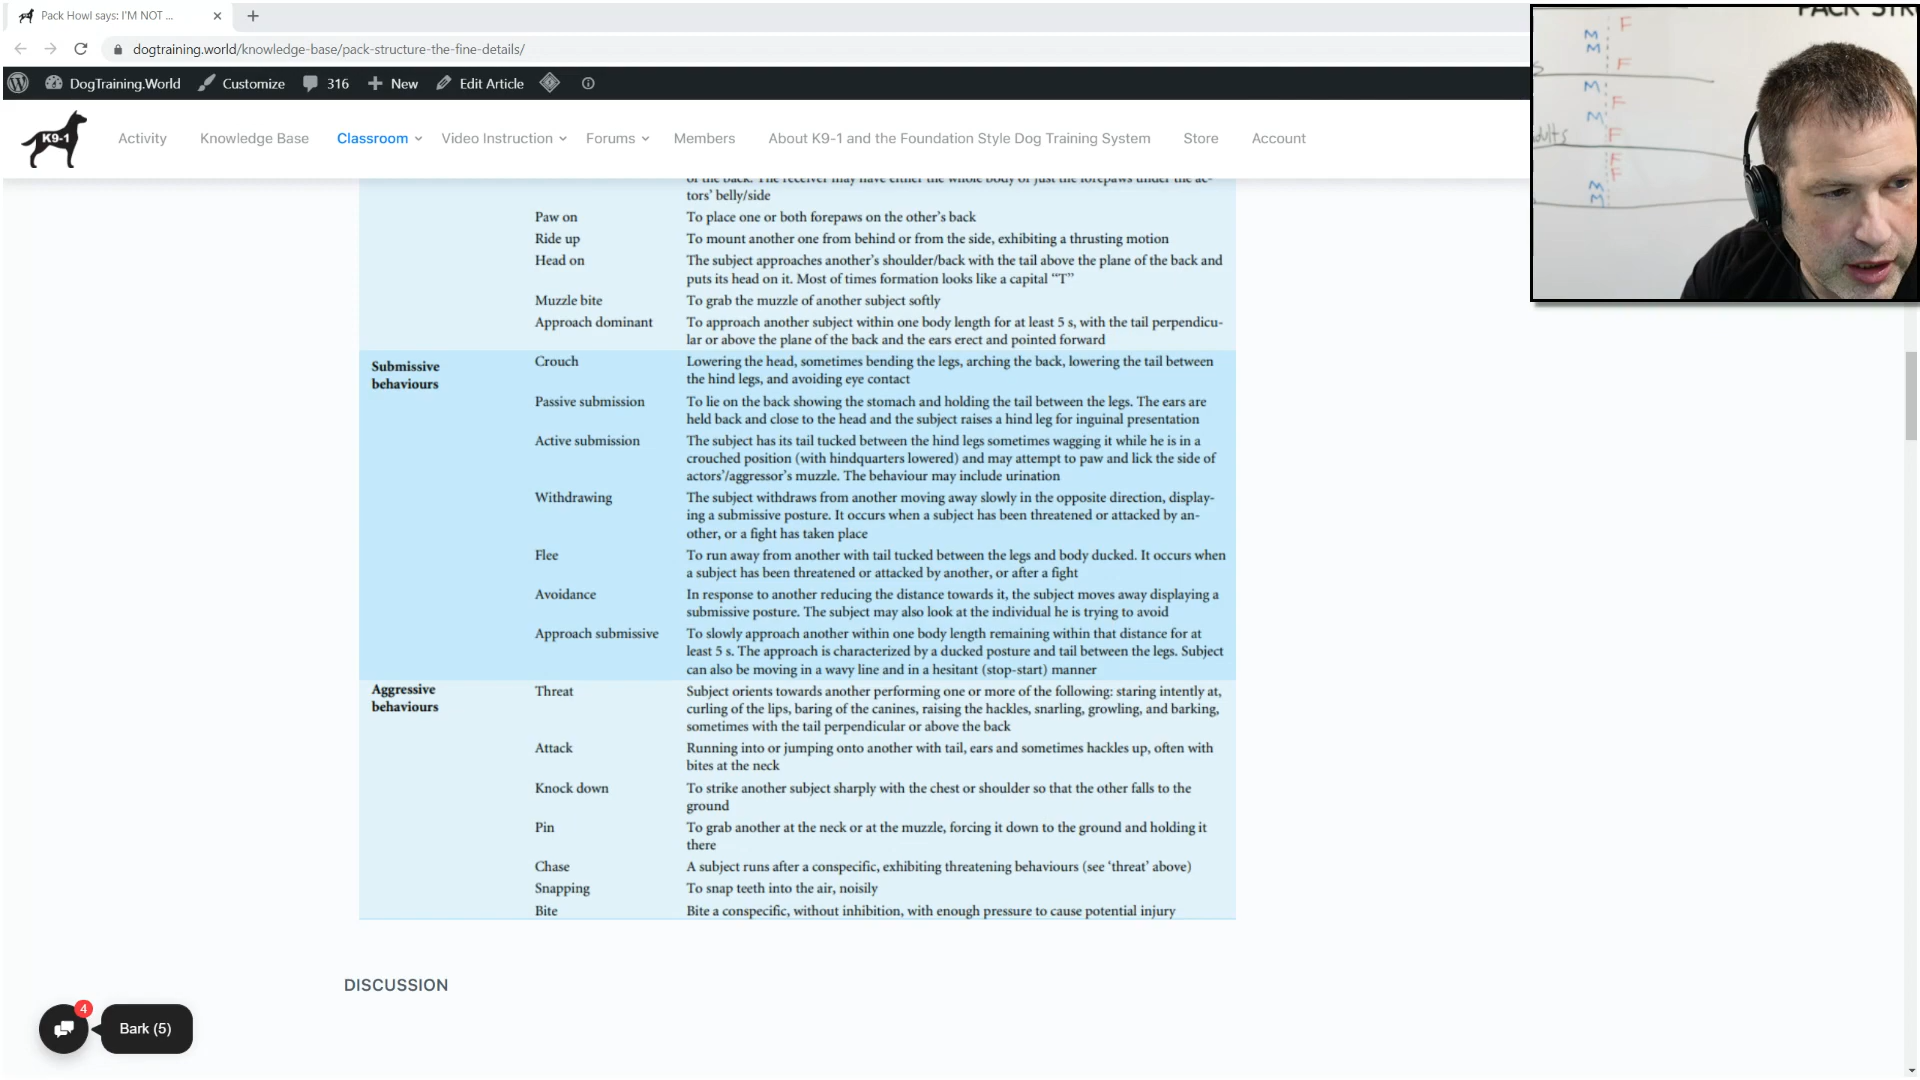 Pack Howl says: I'M NOT ...
dogtraining.world/knowledge-base/pack-structure-the-fine-details/
DogTraining.World Customize 316 New Edit Article
K9-1
Activity Knowledge Base Classroom Video Instruction Forums Members About K9-1 and the Foundation Style Dog Training System Store Account
PACK STR
F
M
M
F
M
F
M
F
F
F
M
M
of the back. The receiver may have either the whole body or just the forepaws under the ac-
tors' belly/side
Paw on To place one or both forepaws on the other's back
Ride up To mount another one from behind or from the side, exhibiting a thrusting motion
Head on The subject approaches another's shoulder/back with the tail above the plane of the back and
puts its head on it. Most of times formation looks like a capital “T”
Muzzle bite To grab the muzzle of another subject softly
Approach dominant To approach another subject within one body length for at least 5 s, with the tail perpendicu-
lar or above the plane of the back and the ears erect and pointed forward
Submissive behaviours Crouch Lowering the head, sometimes bending the legs, arching the back, lowering the tail between
the hind legs, and avoiding eye contact
Passive submission To lie on the back showing the stomach and holding the tail between the legs. The ears are
held back and close to the head and the subject raises a hind leg for inguinal presentation
Active submission The subject has its tail tucked between the hind legs sometimes wagging it while he is in a
crouched position (with hindquarters lowered) and may attempt to paw and lick the side of
actors'/aggressor's muzzle. The behaviour may include urination
Withdrawing The subject withdraws from another moving away slowly in the opposite direction, display-
ing a submissive posture. It occurs when a subject has been threatened or attacked by an-
other, or a fight has taken place
Flee To run away from another with tail tucked between the legs and body ducked. It occurs when
a subject has been threatened or attacked by another, or after a fight
Avoidance In response to another reducing the distance towards it, the subject moves away displaying a
submissive posture. The subject may also look at the individual he is trying to avoid
Approach submissive To slowly approach another within one body length remaining within that distance for at
least 5 s. The approach is characterized by a ducked posture and tail between the legs. Subject
can also be moving in a wavy line and in a hesitant (stop-start) manner
Aggressive behaviours Threat Subject orients towards another performing one or more of the following: staring intently at,
curling of the lips, baring of the canines, raising the hackles, snarling, growling, and barking,
sometimes with the tail perpendicular or above the back
Attack Running into or jumping onto another with tail, ears and sometimes hackles up, often with
bites at the neck
Knock down To strike another subject sharply with the chest or shoulder so that the other falls to the
ground
Pin To grab another at the neck or at the muzzle, forcing it down to the ground and holding it
there
Chase A subject runs after a conspecific, exhibiting threatening behaviours (see ‘threat’ above)
Snapping To snap teeth into the air, noisily
Bite Bite a conspecific, without inhibition, with enough pressure to cause potential injury
DISCUSSION
4
Bark (5)